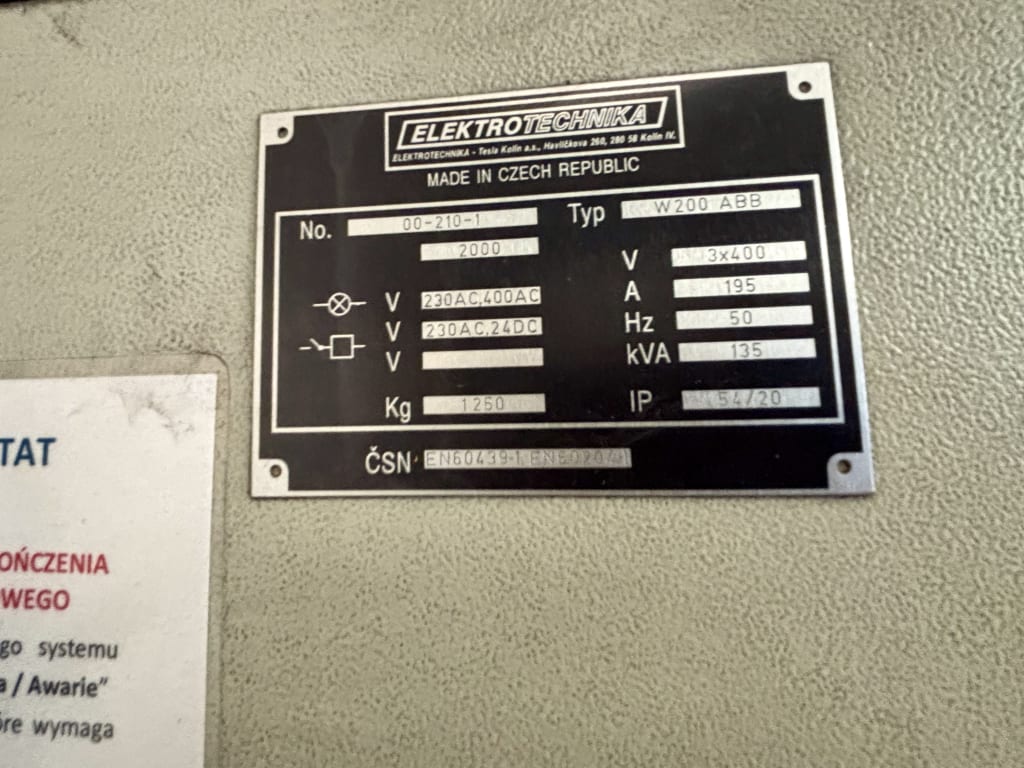 ELEKTROTECHNIKA
ELEKTROTECHNIKA - Tesla Kolín a.s., Havlíčkova 260, 280 58 Kolín IV.
MADE IN CZECH REPUBLIC
No. 00-210-1 Typ W200 ABB
2000
V 3x400
V 230AC,400AC A 195
V 230AC,24DC Hz 50
V kVA 135
Kg 1250 IP 54/20
ČSN EN60439-1, EN60204-1
TAT
OŃCZENIA
WEGO
go systemu
a / Awarie”
óre wymaga